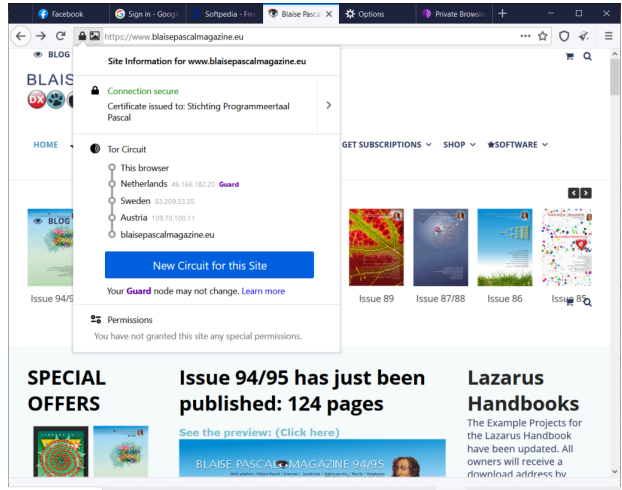 Facebook
Sign in - Googl
Softpedia - Fre
Blaise Pasca
Options
Private Browsin
https://www.blaisepascalmagazine.eu
BLOG
Site Information for www.blaisepascalmagazine.eu
BLAIS
DX
Connection secure
Certificate issued to: Stichting Programmeertaal
Pascal
HOME
GET SUBSCRIPTIONS
SHOP
★SOFTWARE
Tor Circuit
This browser
Netherlands 46.166.182.20 Guard
Sweden 83.209.53.35
Austria 109.70.100.11
blaisepascalmagazine.eu
BLOG
New Circuit for this Site
Your Guard node may not change. Learn more
Issue 94/9
Issue 89
Issue 87/88
Issue 86
Issue 85
Permissions
You have not granted this site any special permissions.
SPECIAL
OFFERS
Issue 94/95 has just been
published: 124 pages
See the preview: (Click here)
BLAISE PASCAL MAGAZINE 94/95
Lazarus
Handbooks
The Example Projects for
the Lazarus Handbook
have been updated. All
owners will receive a
download address by